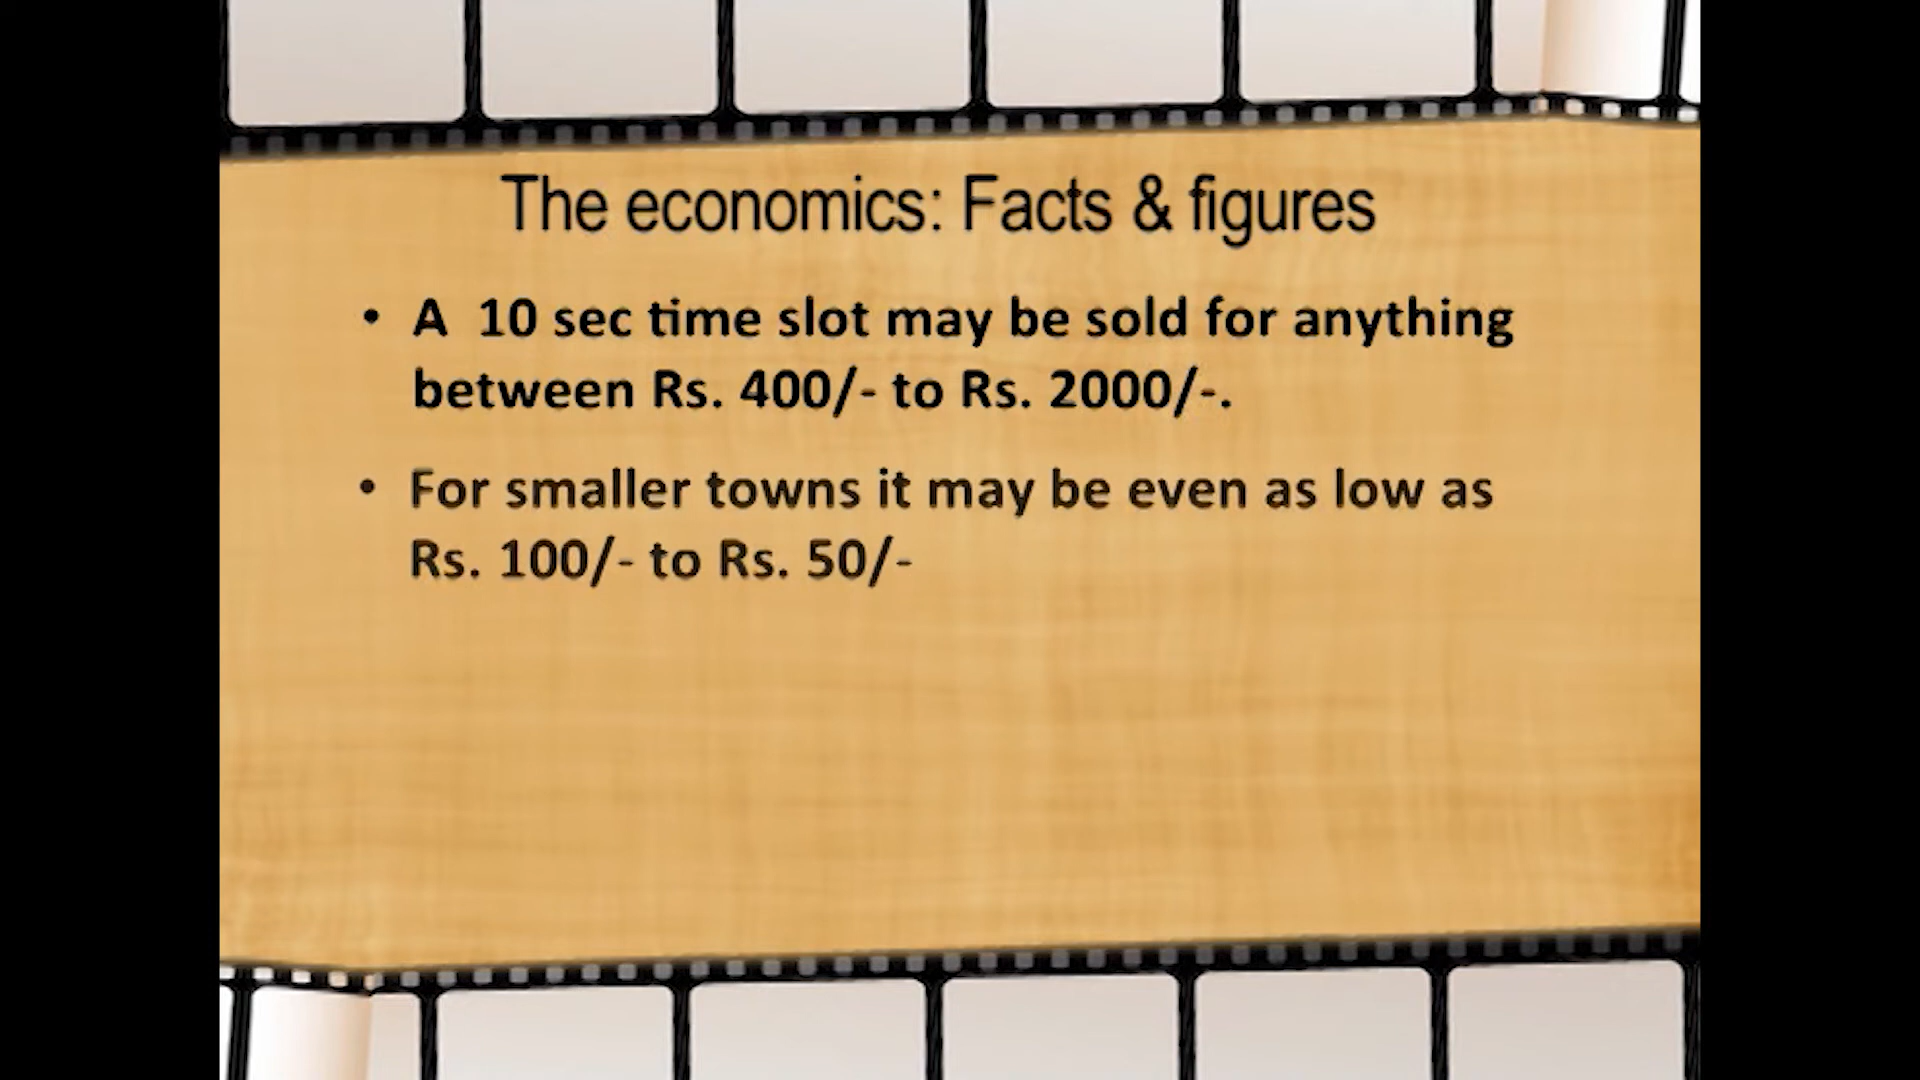 The economics: Facts & figures
• A  10 sec time slot may be sold for anything
between Rs. 400/- to Rs. 2000/-.
• For smaller towns it may be even as low as
Rs. 100/- to Rs. 50/-